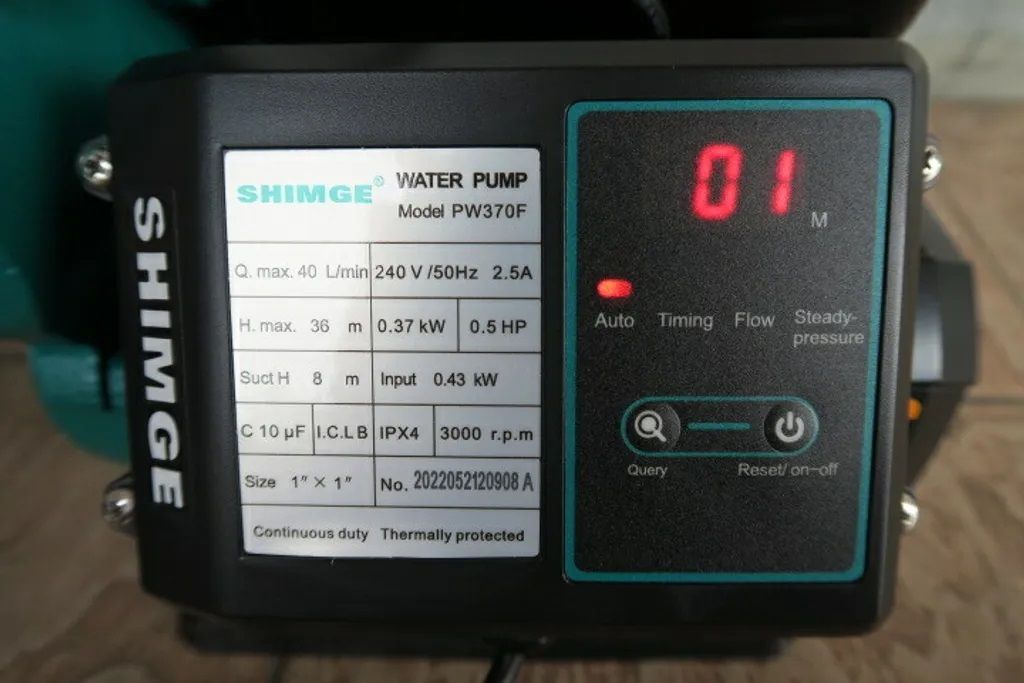 SHIMGE
SHIMGE® WATER PUMP
Model PW370F
Q. max. 40 L/min 240 V /50Hz 2.5A
H. max. 36 m 0.37 kW 0.5 HP
Suct H 8 m Input 0.43 kW
C 10 µF I.C.L B IPX4 3000 r.p.m
Size 1" × 1" No. 2022052120908 A
Continuous duty Thermally protected
01 M
Auto Timing Flow Steady-
pressure
Query Reset/ on-off